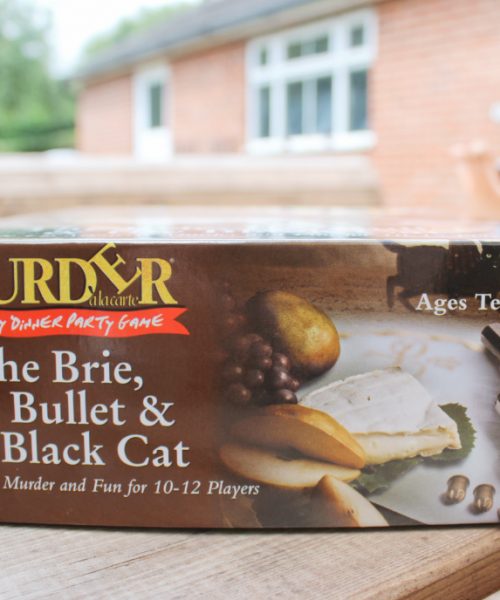 URDER
à la carte
Y DINNER PARTY GAME
Ages Te
he Brie,
Bullet &
Black Cat
Murder and Fun for 10-12 Players